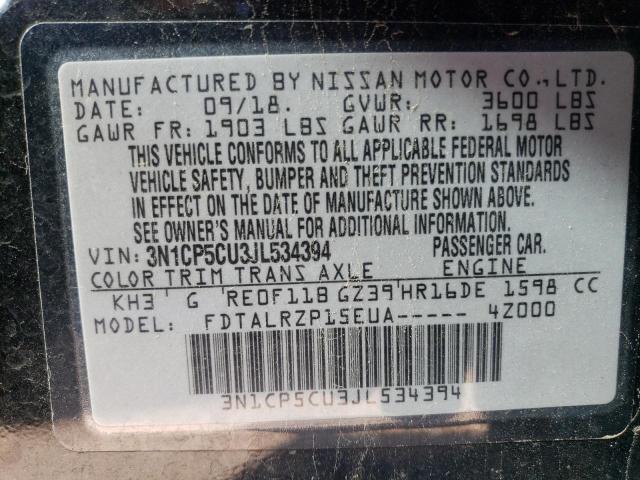 MANUFACTURED BY NISSAN MOTOR CO., LTD.
DATE: 09/18. GVWR: 3600 LBS
GAWR FR: 1903 LBS GAWR RR: 1698 LBS
THIS VEHICLE CONFORMS TO ALL APPLICABLE FEDERAL MOTOR
VEHICLE SAFETY, BUMPER AND THEFT PREVENTION STANDARDS
IN EFFECT ON THE DATE OF MANUFACTURE SHOWN ABOVE.
SEE OWNER'S MANUAL FOR ADDITIONAL INFORMATION.
VIN: 3N1CP5CU3JL534394 PASSENGER CAR.
COLOR TRIM TRANS AXLE ENGINE
KH3 G RE0F11B GZ39 HR16DE 1598 CC
MODEL: FDTALRZP15EUA----- 4Z000
3N1CP5CU3JL534394